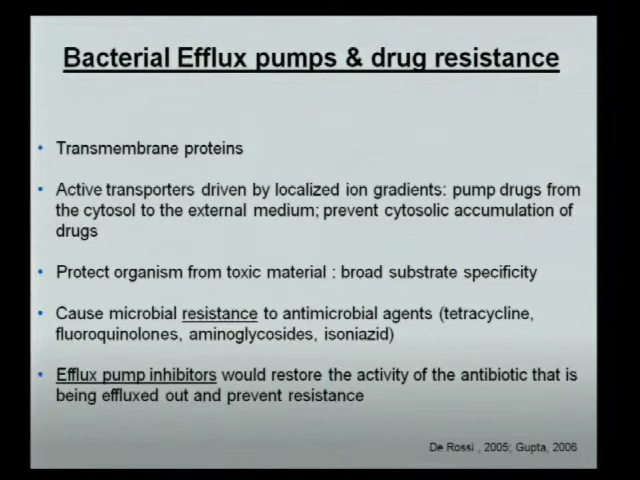 Bacterial Efflux pumps & drug resistance
• Transmembrane proteins
• Active transporters driven by localized ion gradients: pump drugs from
the cytosol to the external medium; prevent cytosolic accumulation of
drugs
• Protect organism from toxic material : broad substrate specificity
• Cause microbial resistance to antimicrobial agents (tetracycline,
fluoroquinolones, aminoglycosides, isoniazid)
• Efflux pump inhibitors would restore the activity of the antibiotic that is
being effluxed out and prevent resistance
De Rossi , 2005; Gupta, 2006